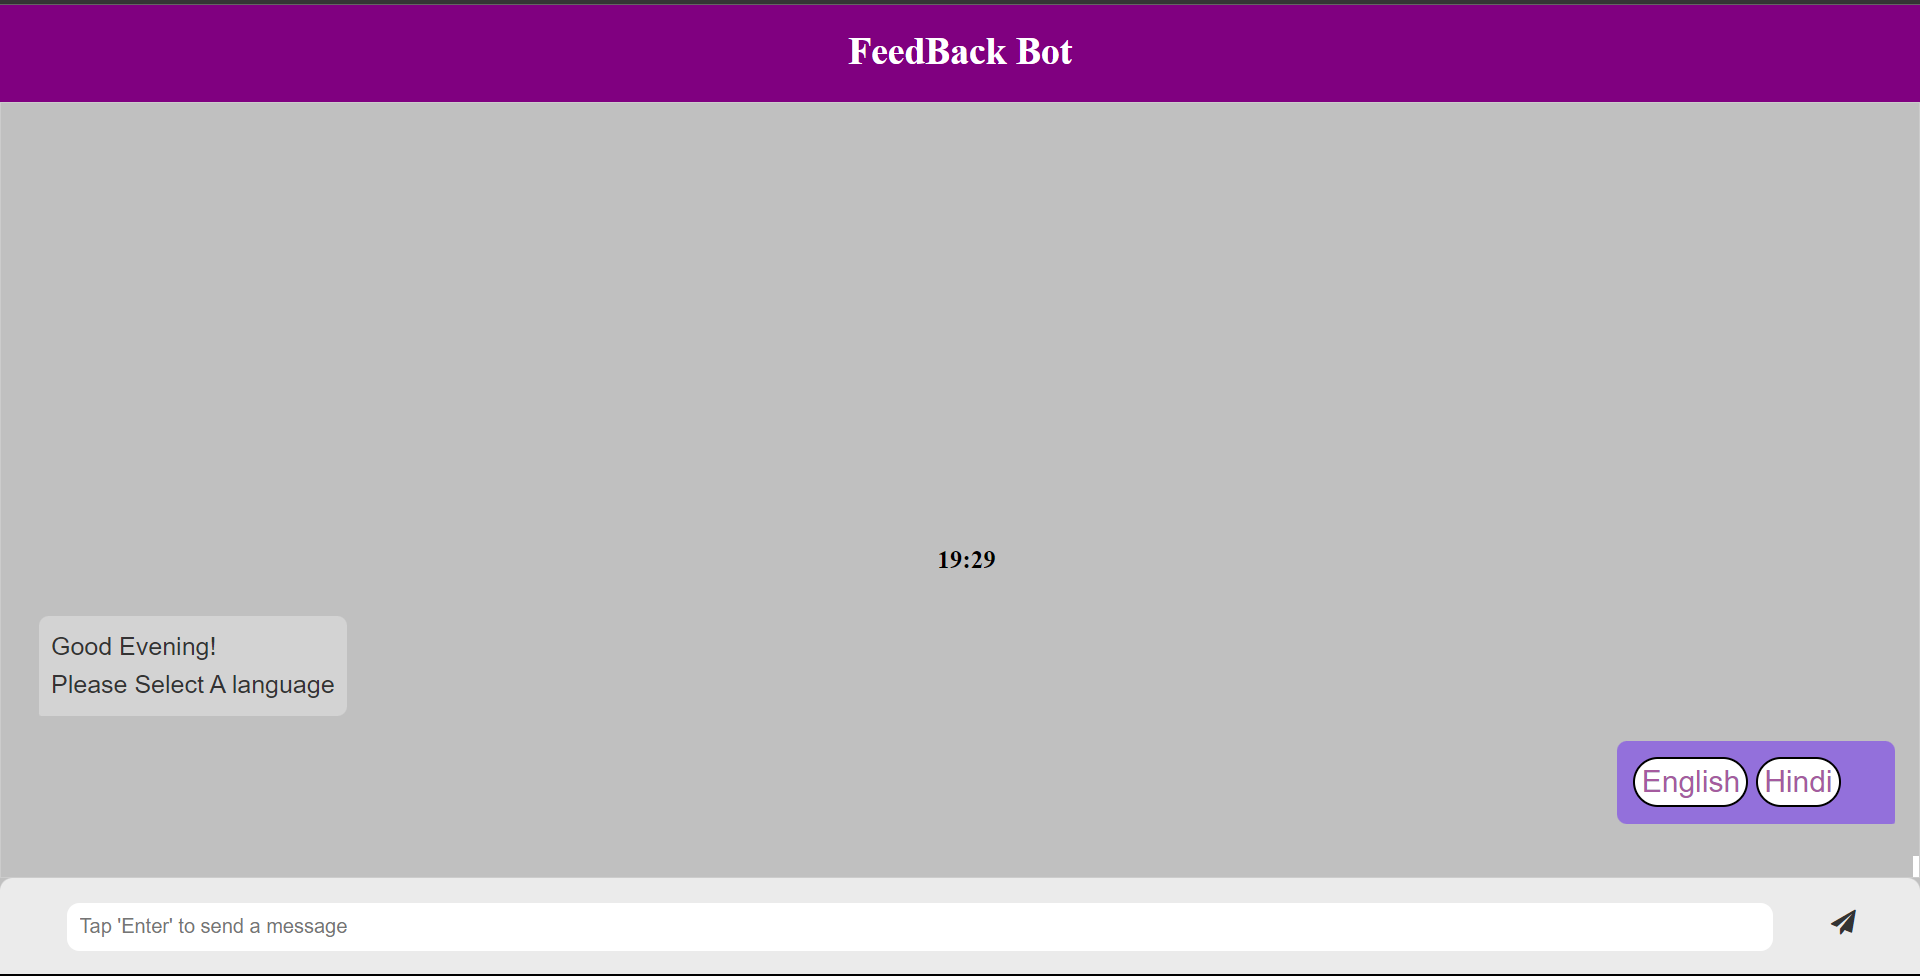 FeedBack Bot
19:29
Good Evening!
Please Select A language
English Hindi
Tap 'Enter' to send a message